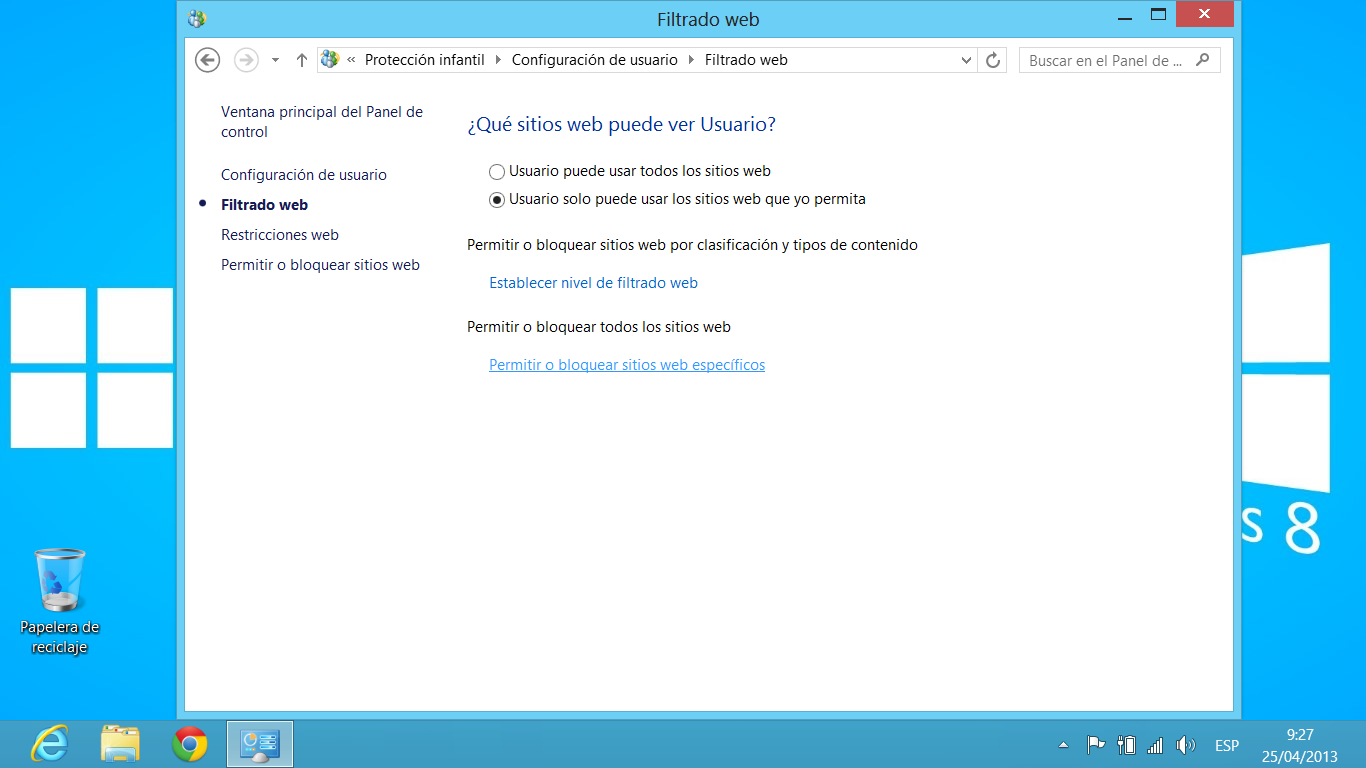 Filtrado web
« Protección infantil Configuración de usuario Filtrado web
Buscar en el Panel de ...
Ventana principal del Panel de
control
Configuración de usuario
Filtrado web
Restricciones web
Permitir o bloquear sitios web
¿Qué sitios web puede ver Usuario?
Usuario puede usar todos los sitios web
Usuario solo puede usar los sitios web que yo permita
Permitir o bloquear sitios web por clasificación y tipos de contenido
Establecer nivel de filtrado web
Permitir o bloquear todos los sitios web
Permitir o bloquear sitios web específicos
s 8
Papelera de
reciclaje
ESP
9:27
25/04/2013